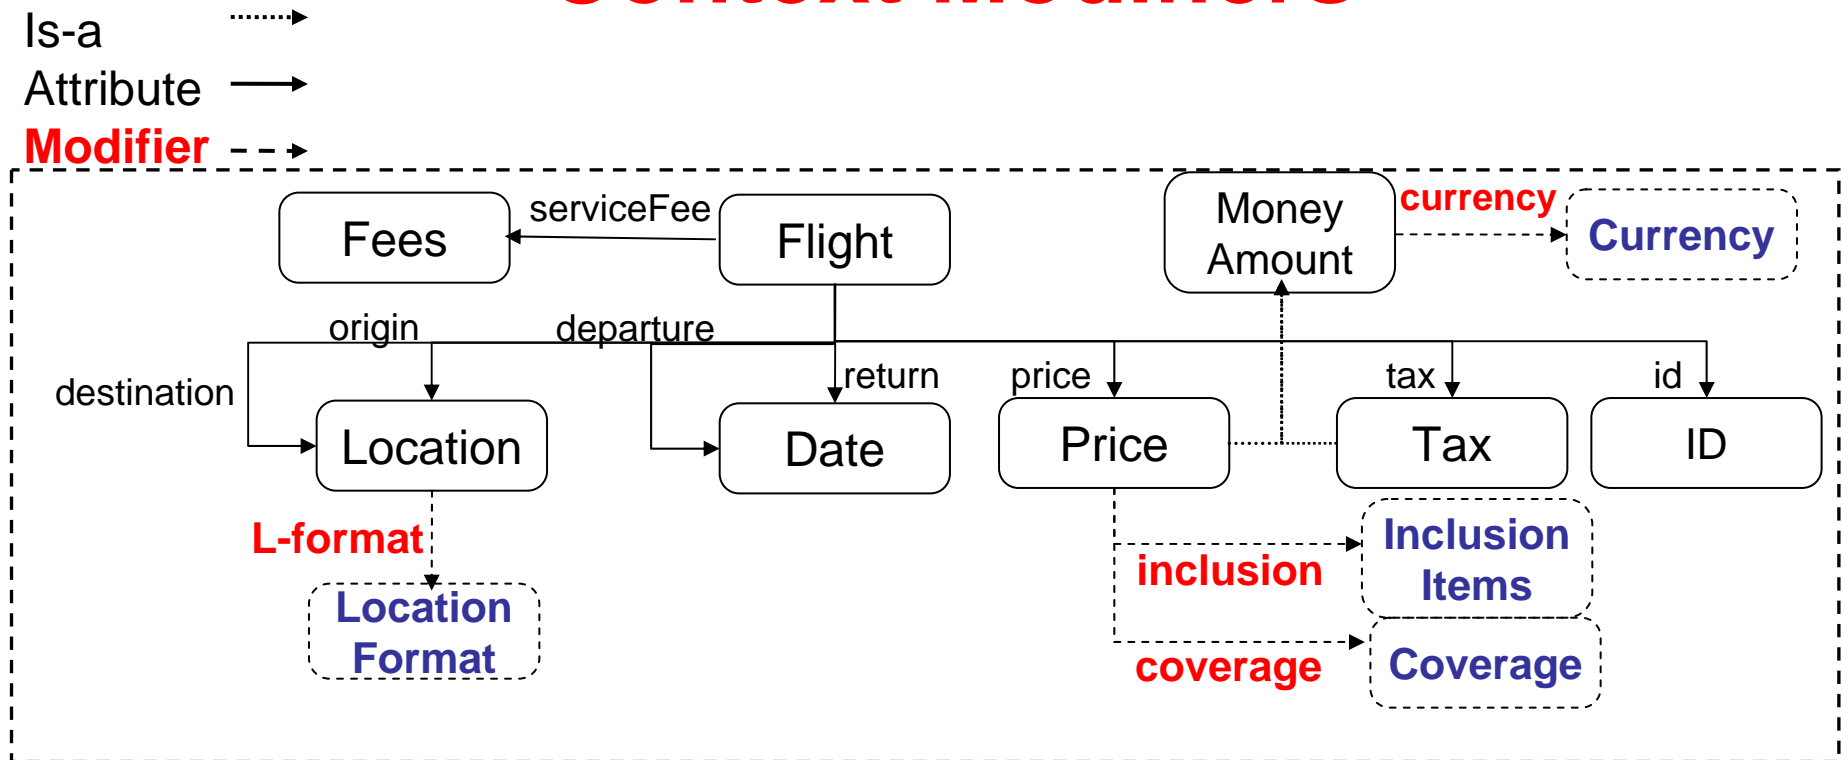 Is-a
Attribute
Modifier
Fees
serviceFee
Flight
Money
Amount
currency
Currency
origin
departure
destination
return
price
tax
id
Location
Date
Price
Tax
ID
L-format
Location
Format
inclusion
Inclusion
Items
coverage
Coverage